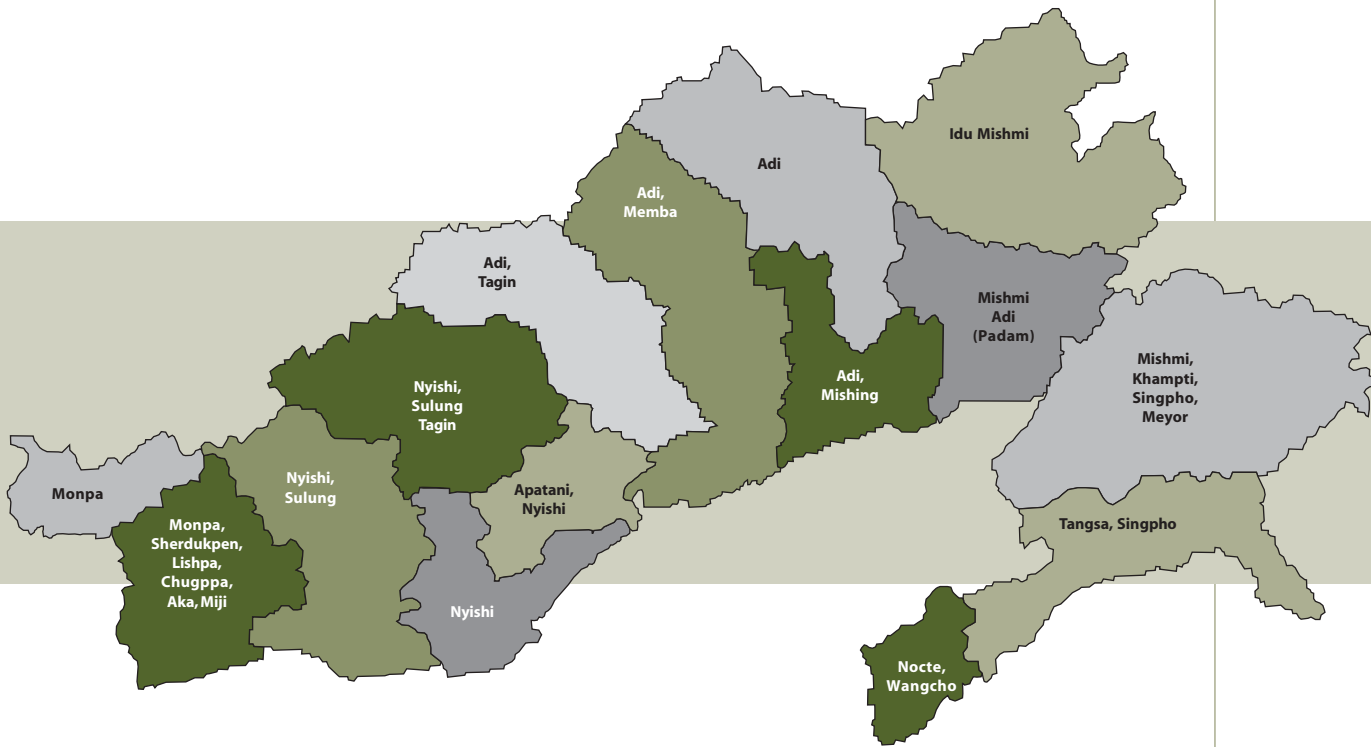 Idu Mishmi
Adi
Adi,
Memba
Adi,
Tagin
Mishmi
Adi
(Padam)
Mishmi,
Khampti,
Singpho,
Meyor
Nyishi,
Sulung
Tagin
Adi,
Mishing
Monpa
Nyishi,
Sulung
Apatani,
Nyishi
Monpa,
Sherdukpen,
Lishpa,
Chugppa,
Aka, Miji
Tangsa, Singpho
Nyishi
Nocte,
Wangcho